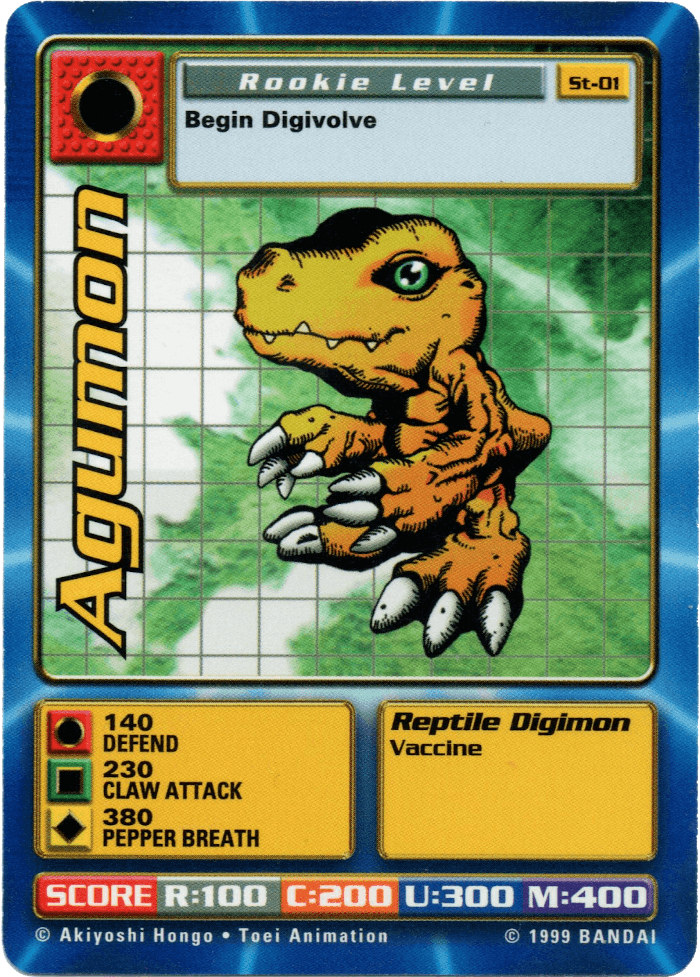 Rookie Level
St-01
Begin Digivolve
Agumon
140
DEFEND
230
CLAW ATTACK
380
PEPPER BREATH
Reptile Digimon
Vaccine
SCORE R:100 C:200 U:300 M:400
© Akiyoshi Hongo • Toei Animation © 1999 BANDAI